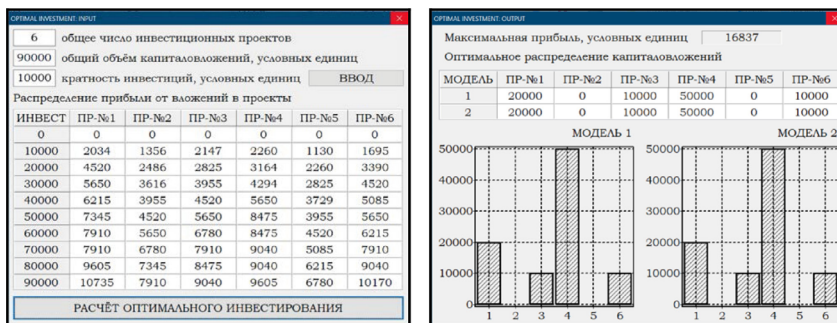 OPTIMAL INVESTMENT: INPUT
6 общее число инвестиционных проектов
90000 общий объём капиталовложений, условных единиц
10000 кратность инвестиций, условных единиц ВВОД
Распределение прибыли от вложений в проекты
ИНВЕСТ ПР-№1 ПР-№2 ПР-№3 ПР-№4 ПР-№5 ПР-№6
0 0 0 0 0 0 0
10000 2034 1356 2147 2260 1130 1695
20000 4520 2486 2825 3164 2260 3390
30000 5650 3616 3955 4294 2825 4520
40000 6215 3955 4520 5650 3729 5085
50000 7345 4520 5650 8475 3955 5650
60000 7910 5650 6780 8475 4520 6215
70000 7910 6780 7910 9040 5085 7910
80000 9605 7345 8475 9040 6215 9040
90000 10735 7910 9040 9605 6780 10170
РАСЧЁТ ОПТИМАЛЬНОГО ИНВЕСТИРОВАНИЯ
OPTIMAL INVESTMENT: OUTPUT
Максимальная прибыль, условных единиц 16837
Оптимальное распределение капиталовложений
МОДЕЛЬ ПР-№1 ПР-№2 ПР-№3 ПР-№4 ПР-№5 ПР-№6
1 20000 0 10000 50000 0 10000
2 20000 0 10000 50000 0 10000
МОДЕЛЬ 1
50000
40000
30000
20000
10000
0
1 2 3 4 5 6
МОДЕЛЬ 2
50000
40000
30000
20000
10000
0
1 2 3 4 5 6